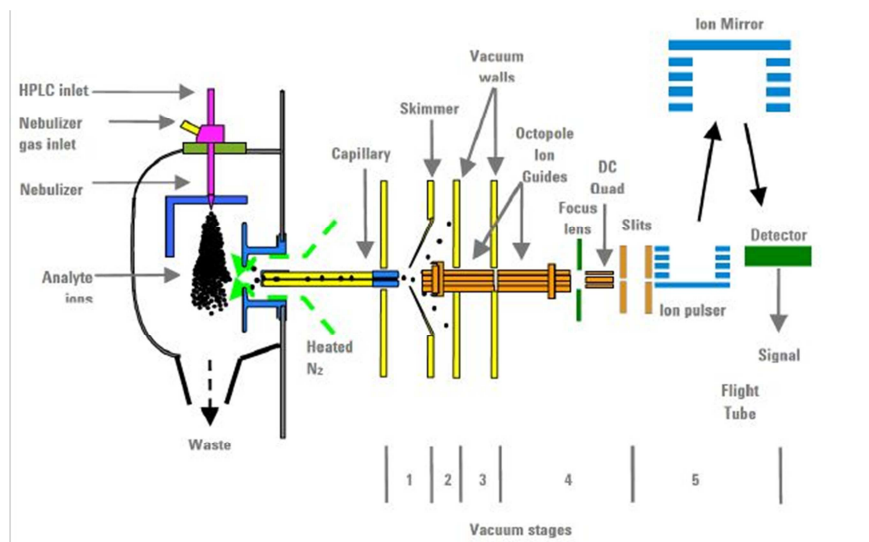 Ion Mirror
Vacuum
walls
HPLC inlet
Skimmer
Nebulizer
gas inlet
Octopole
Ion
Guides
Capillary
DC
Quad
Nebulizer
Focus
lens
Slits
Detector
Analyte
ions
Ion pulser
Heated
N₂
Signal
Flight
Tube
Waste
1
2
3
4
5
Vacuum stages